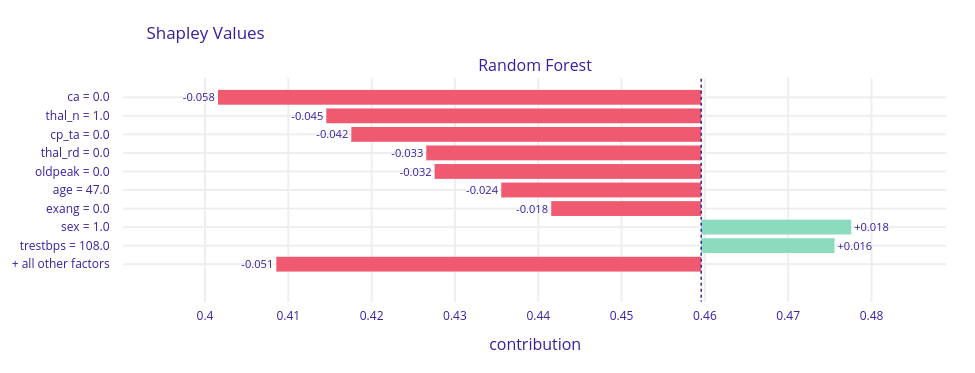 Shapley Values
Random Forest
ca = 0.0 -0.058
thal_n = 1.0 -0.045
cp_ta = 0.0 -0.042
thal_rd = 0.0 -0.033
oldpeak = 0.0 -0.032
age = 47.0 -0.024
exang = 0.0 -0.018
sex = 1.0 +0.018
trestbps = 108.0 +0.016
+ all other factors -0.051
0.4 0.41 0.42 0.43 0.44 0.45 0.46 0.47 0.48
contribution